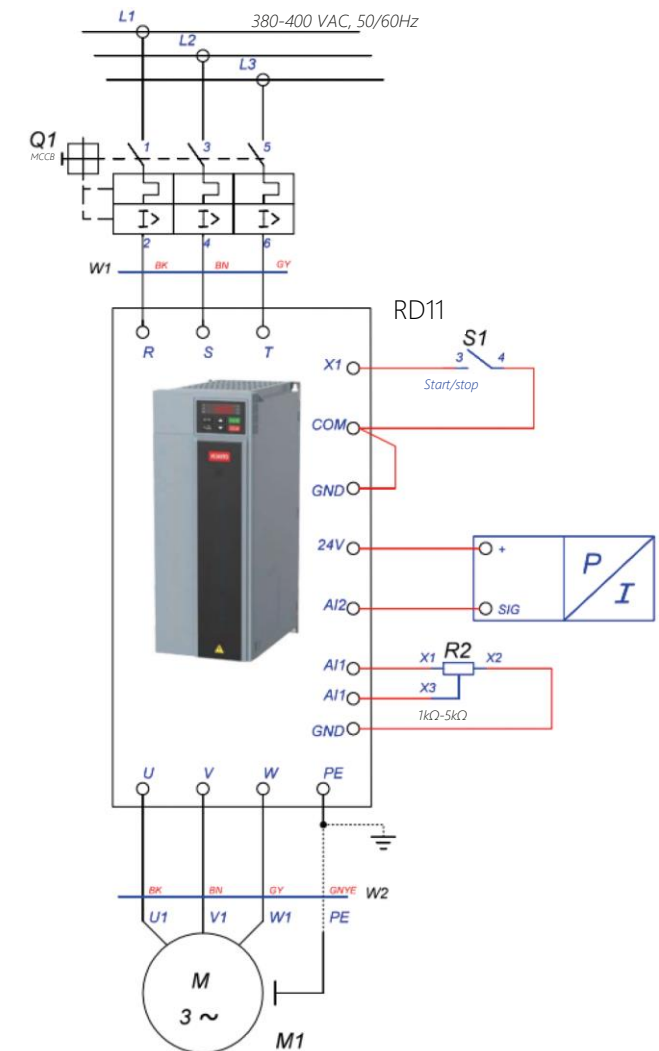 L1
380-400 VAC, 50/60Hz
L2
L3
Q1
MCCB
1 3 5
I> I> I>
2 4 6
W1 BK BN GY
RD11
R S T
S1
X1 3 4
Start/stop
COM
GND
24V +
P
I
AI2 SIG
R2
AI1 X1 X2
AI1 X3
1kΩ-5kΩ
GND
U V W PE
BK BN GY GNYE W2
U1 V1 W1 PE
M
3 ~
M1